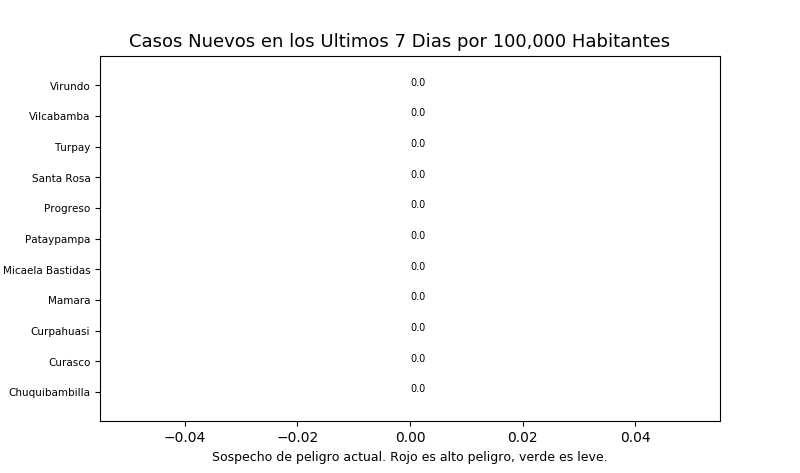 Casos Nuevos en los Ultimos 7 Dias por 100,000 Habitantes
Virundo 0.0
Vilcabamba 0.0
Turpay 0.0
Santa Rosa 0.0
Progreso 0.0
Pataypampa 0.0
Micaela Bastidas 0.0
Mamara 0.0
Curpahuasi 0.0
Curasco 0.0
Chuquibambilla 0.0
−0.04 −0.02 0.00 0.02 0.04
Sospecho de peligro actual. Rojo es alto peligro, verde es leve.